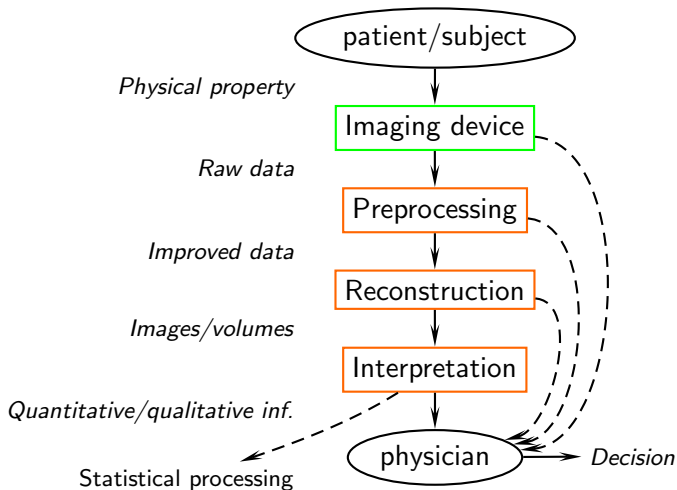 patient/subject
Physical property
Imaging device
Raw data
Preprocessing
Improved data
Reconstruction
Images/volumes
Interpretation
Quantitative/qualitative inf.
physician
Decision
Statistical processing